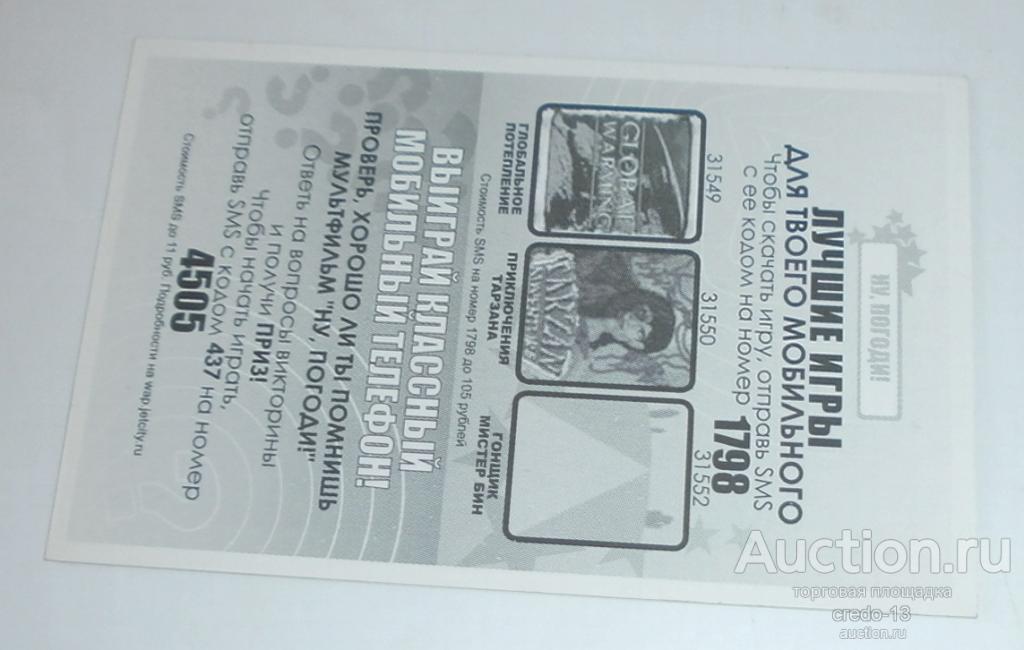 НУ, ПОГОДИ!
ЛУЧШИЕ ИГРЫ
ДЛЯ ТВОЕГО МОБИЛЬНОГО
Чтобы скачать игру, отправь SMS
с ее кодом на номер 1798
31549
31550
31552
GLOBAL
WARNING
TARZAN
ГЛОБАЛЬНОЕ
ПОТЕПЛЕНИЕ
ПРИКЛЮЧЕНИЯ
ТАРЗАНА
ГОНЩИК
МИСТЕР БИН
Стоимость SMS на номер 1798 до 105 рублей
ВЫИГРАЙ КЛАССНЫЙ
МОБИЛЬНЫЙ ТЕЛЕФОН!
ПРОВЕРЬ, ХОРОШО ЛИ ТЫ ПОМНИШЬ
МУЛЬТФИЛЬМ "НУ, ПОГОДИ!"
Ответь на вопросы викторины
и получи ПРИЗ!
Чтобы начать играть,
отправь SMS с кодом 437 на номер
4505
Стоимость SMS до 11 руб. Подробности на wap.jetcity.ru
Auction.ru
торговая площадка
credo-13
auction.ru